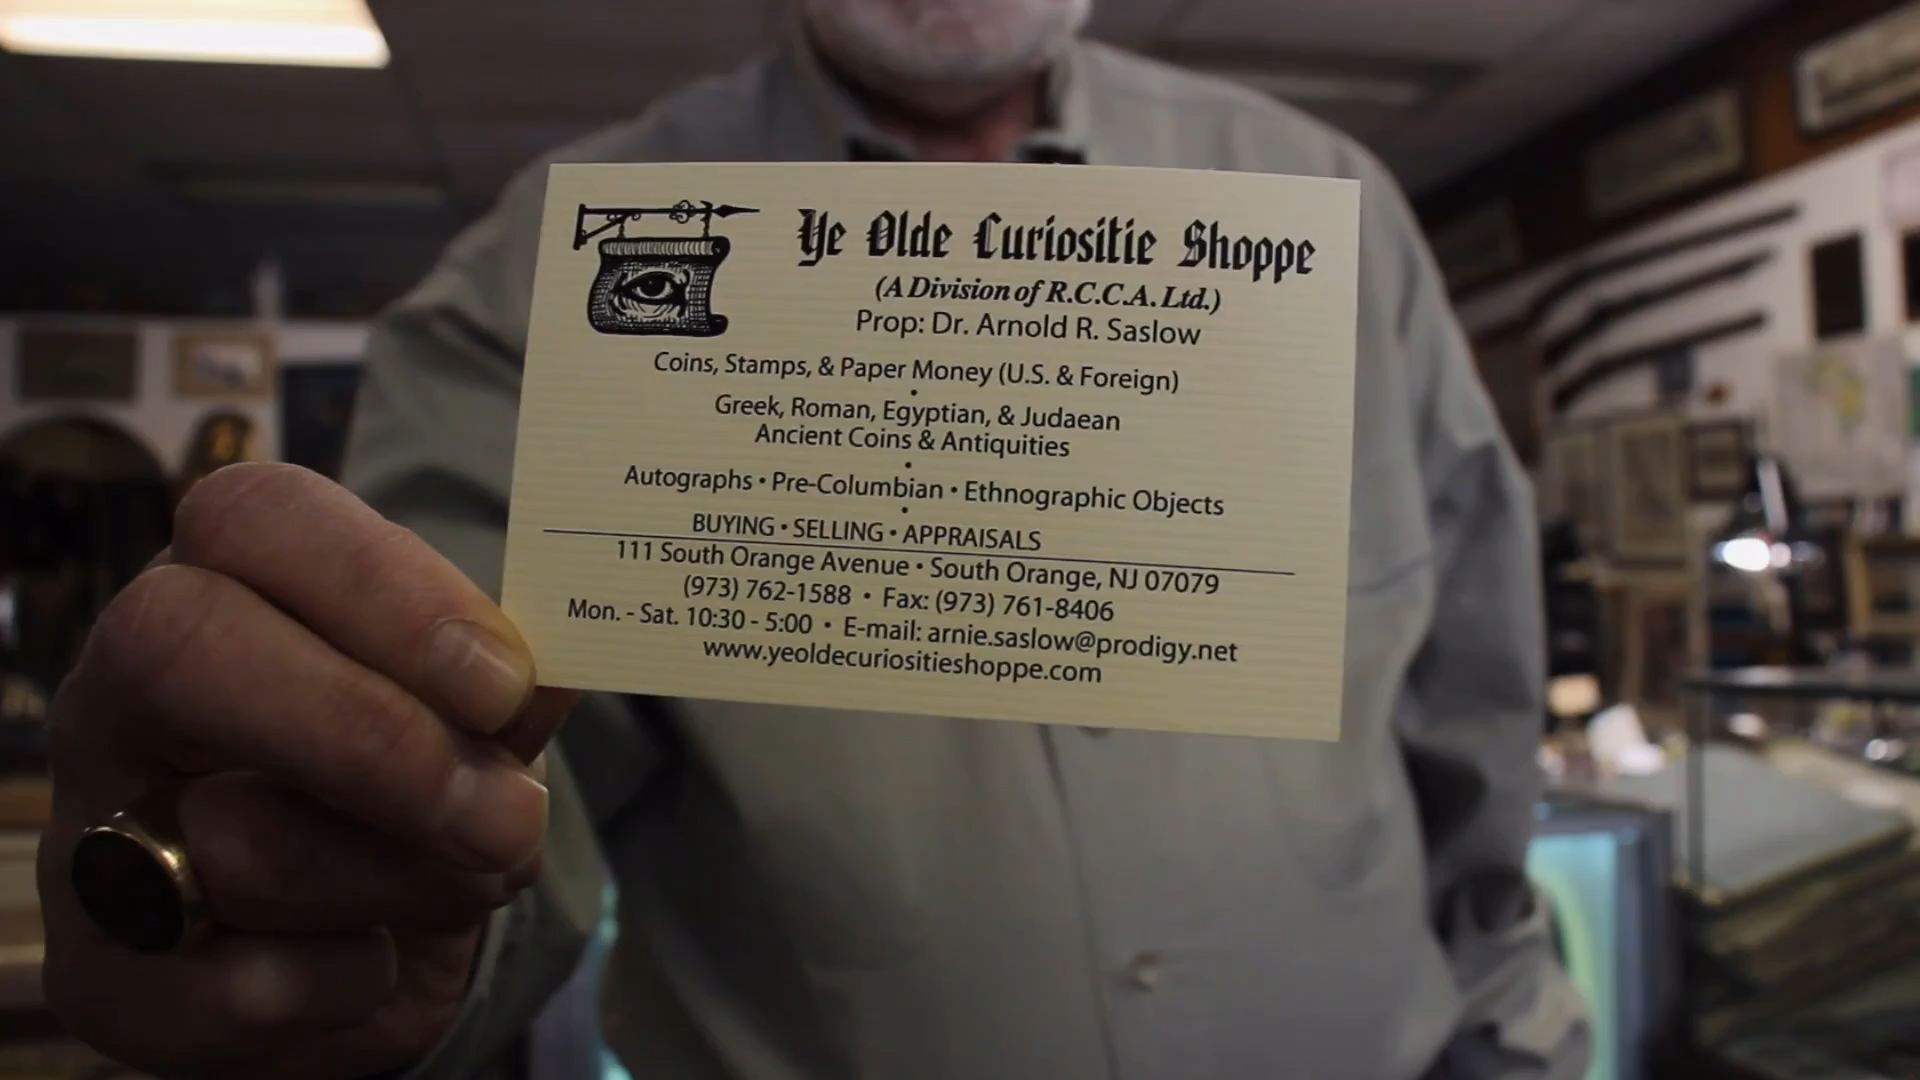 Ye Olde Curiositie Shoppe
(A Division of R.C.C.A. Ltd.)
Prop: Dr. Arnold R. Saslow
Coins, Stamps, & Paper Money (U.S. & Foreign)
•
Greek, Roman, Egyptian, & Judaean
Ancient Coins & Antiquities
•
Autographs • Pre-Columbian • Ethnographic Objects
•
BUYING • SELLING • APPRAISALS
111 South Orange Avenue • South Orange, NJ 07079
(973) 762-1588 • Fax: (973) 761-8406
Mon. - Sat. 10:30 - 5:00 • E-mail: arnie.saslow@prodigy.net
www.yeoldecuriositieshoppe.com